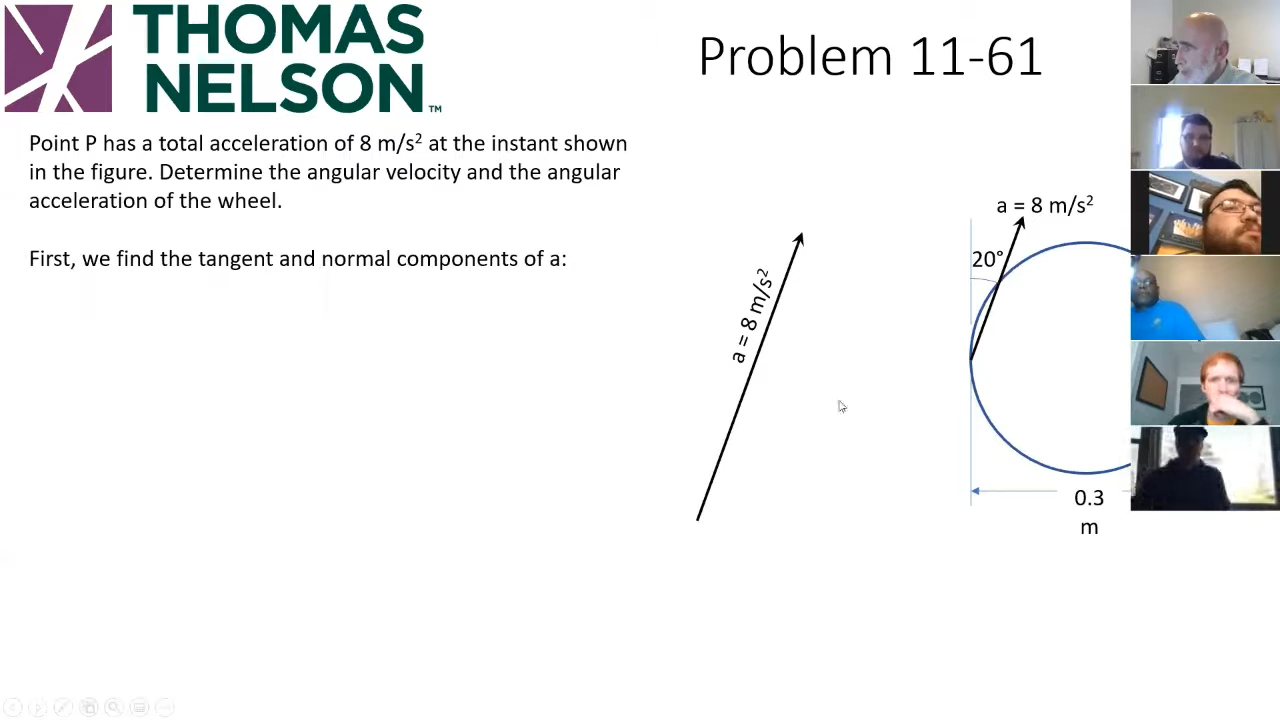 THOMAS
NELSON™
Problem 11-61
Point P has a total acceleration of 8 m/s² at the instant shown
in the figure. Determine the angular velocity and the angular
acceleration of the wheel.
First, we find the tangent and normal components of a:
a = 8 m/s²
a = 8 m/s²
20°
0.3
m